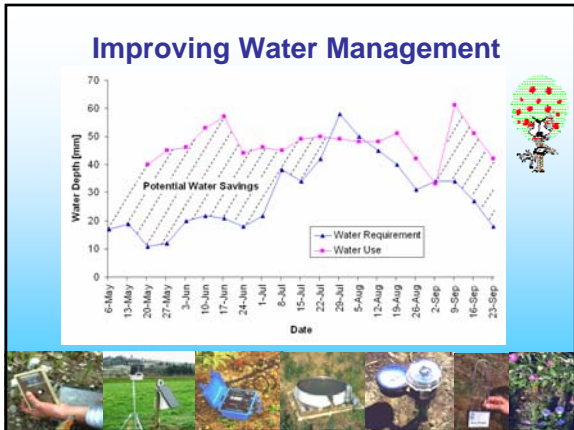 Improving Water Management
70
60
50
40
30
20
10
0
Water Depth [mm]
Potential Water Savings
Water Requirement
Water Use
6-May
13-May
20-May
27-May
3-Jun
10-Jun
17-Jun
24-Jun
1-Jul
8-Jul
15-Jul
22-Jul
29-Jul
5-Aug
12-Aug
19-Aug
26-Aug
2-Sep
9-Sep
16-Sep
23-Sep
Date